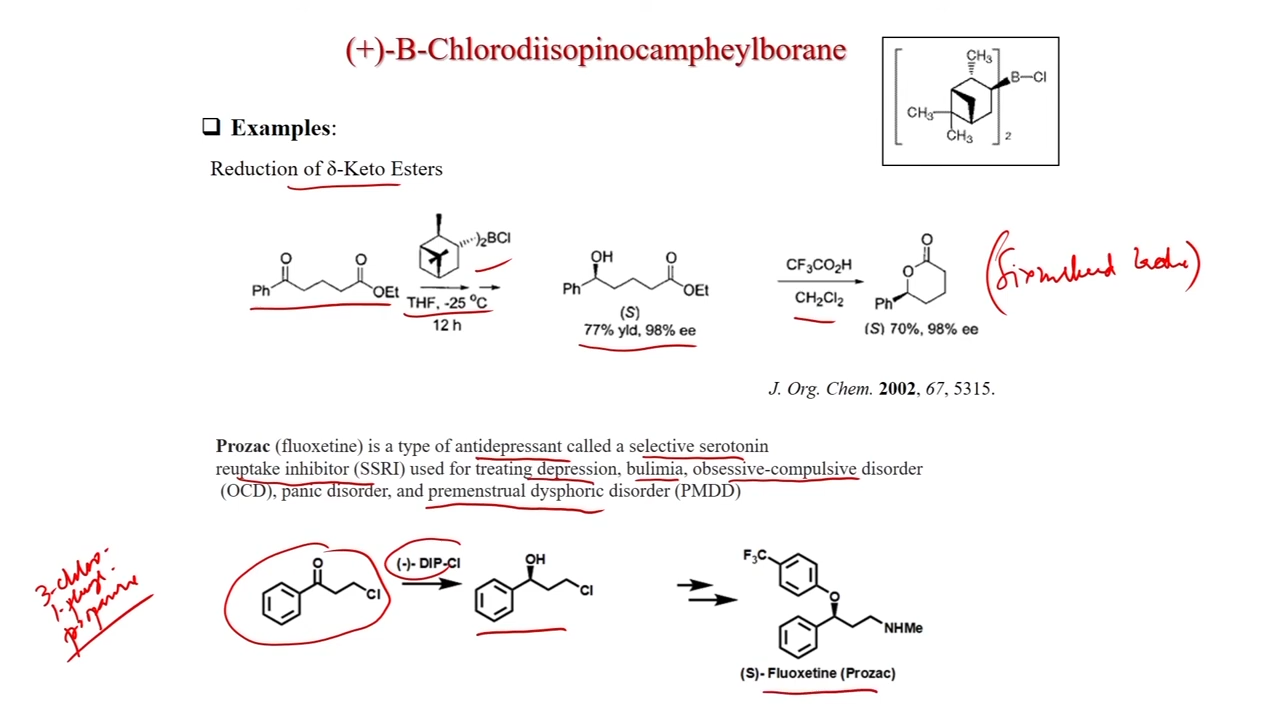 (+)-B-Chlorodiisopinocampheylborane
CH₃
B–Cl
CH₃
CH₃
2
❑ Examples:
Reduction of δ-Keto Esters
O
O
Ph
OEt
)₂BCl
THF, -25 ⁰C
12 h
OH
O
Ph
OEt
(S)
77% yld, 98% ee
CF₃CO₂H
CH₂Cl₂
O
O
Ph
(S) 70%, 98% ee
J. Org. Chem. 2002, 67, 5315.
Prozac (fluoxetine) is a type of antidepressant called a selective serotonin
reuptake inhibitor (SSRI) used for treating depression, bulimia, obsessive-compulsive disorder
(OCD), panic disorder, and premenstrual dysphoric disorder (PMDD)
3-chloro-
O
Cl
(-)- DIP-Cl
OH
Cl
F₃C
O
NHMe
(S)- Fluoxetine (Prozac)